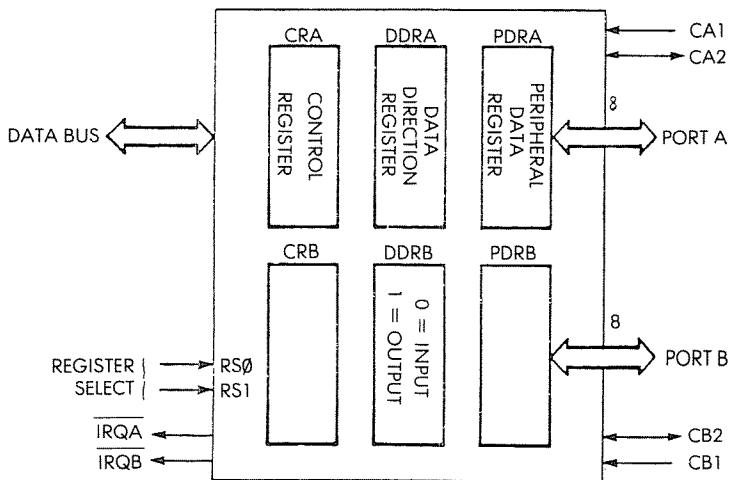 CRA
DDRA
PDRA
CA1
CA2
CONTROL
REGISTER
DATA
DIRECTION
REGISTER
PERIPHERAL
DATA
REGISTER
8
DATA BUS
PORT A
CRB
DDRB
PDRB
0 = INPUT
1 = OUTPUT
8
PORT B
REGISTER
SELECT
RSØ
RS1
IRQA
IRQB
CB2
CB1